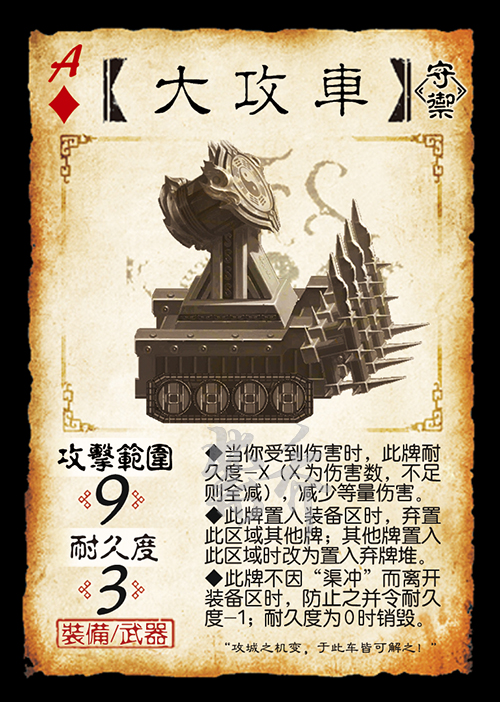 A
大攻車
守禦
攻擊範圍
9
耐久度
3
裝備/武器
◆当你受到伤害时，此牌耐
久度-X（X为伤害数，不足
则全减），减少等量伤害。
◆此牌置入装备区时，弃置
此区域其他牌；其他牌置入
此区域时改为置入弃牌堆。
◆此牌不因“渠冲”而离开
装备区时，防止之并令耐久
度-1；耐久度为0时销毁。
“攻城之机变，于此车皆可解之！“